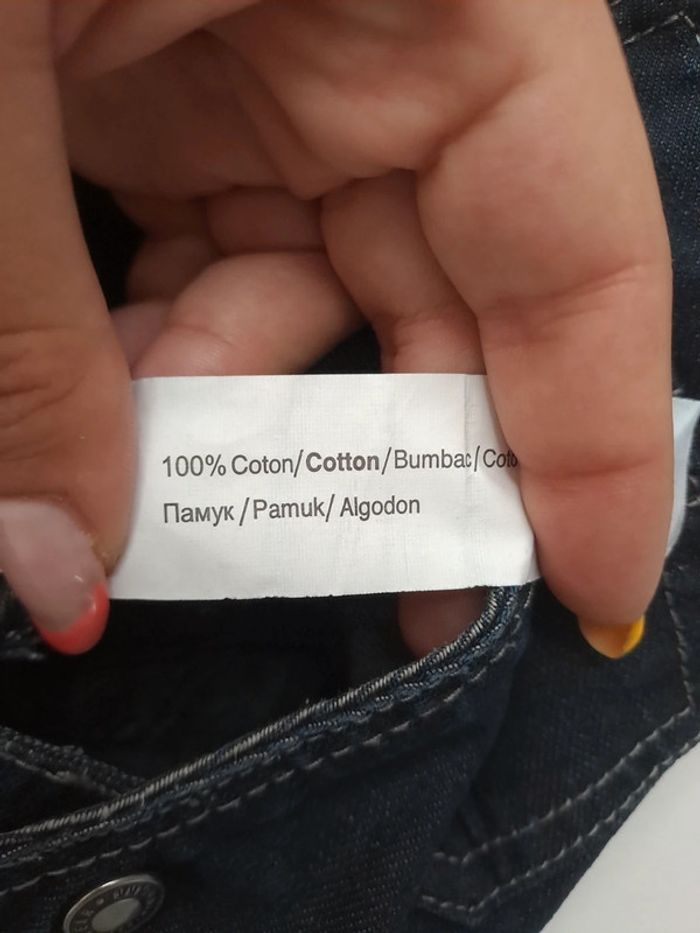 100% Coton/Cotton/Bumbac/
Памук/Pamuk/ Algodon